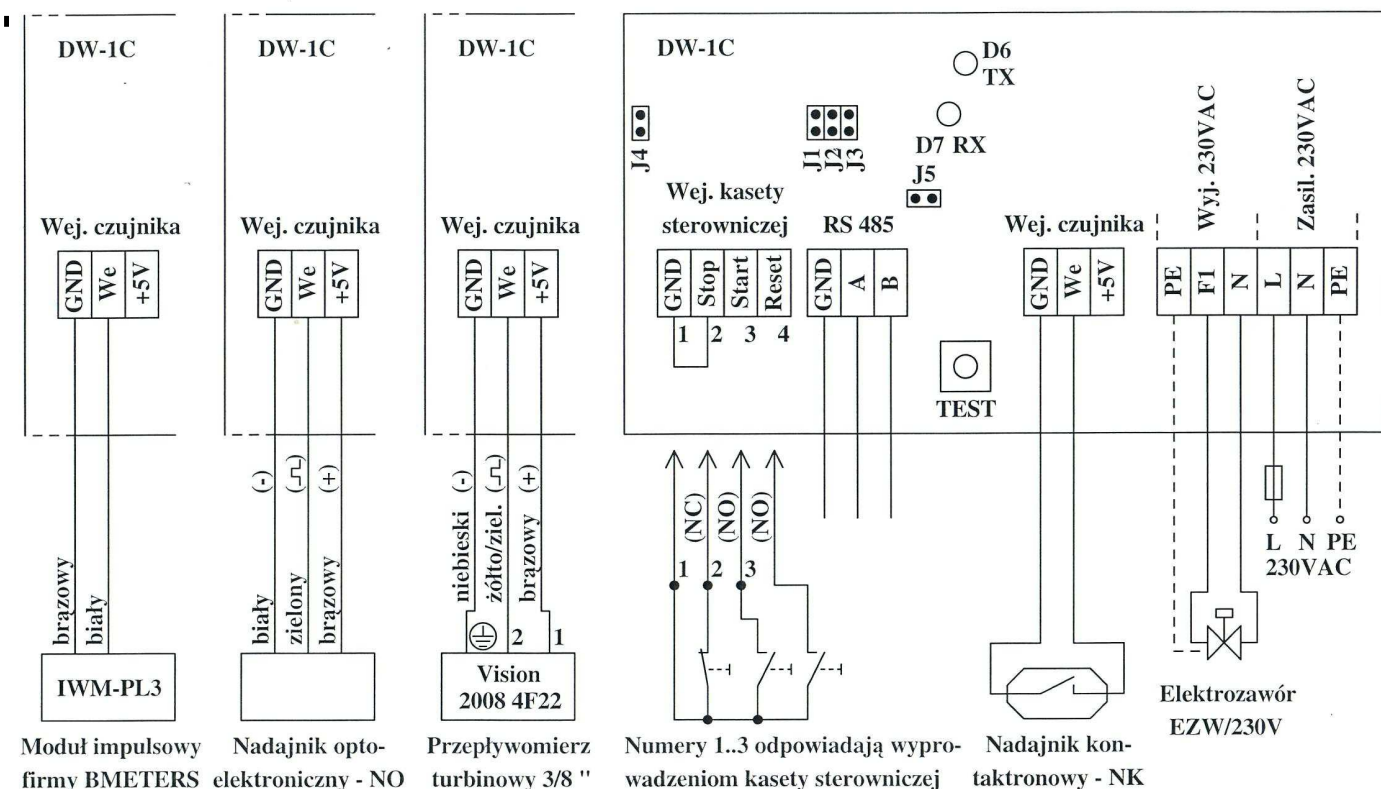 DW-1C
Wej. czujnika
GND
We
+5V
brązowy
biały
IWM-PL3
Moduł impulsowy
firmy BMETERS
DW-1C
Wej. czujnika
GND
We
+5V
(-)
(+)
biały
zielony
brązowy
Nadajnik opto-
elektroniczny - NO
DW-1C
Wej. czujnika
GND
We
+5V
niebieski (-)
żółto/ziel.
brązowy (+)
2
1
Vision
2008 4F22
Przepływomierz
turbinowy 3/8 "
DW-1C
D6
TX
D7 RX
J4
J1
J2
J3
J5
Wej. kasety
sterowniczej
GND
Stop
Start
Reset
1 2 3 4
RS 485
GND
A
B
TEST
Wej. czujnika
GND
We
+5V
Wyj. 230VAC
Zasil. 230VAC
PE
F1
N
L
N
PE
(NC)
(NO)
(NO)
1
2
3
Numery 1..3 odpowiadają wypro-
wadzeniom kasety sterowniczej
Nadajnik kon-
taktronowy - NK
L N PE
230VAC
Elektrozawór
EZW/230V